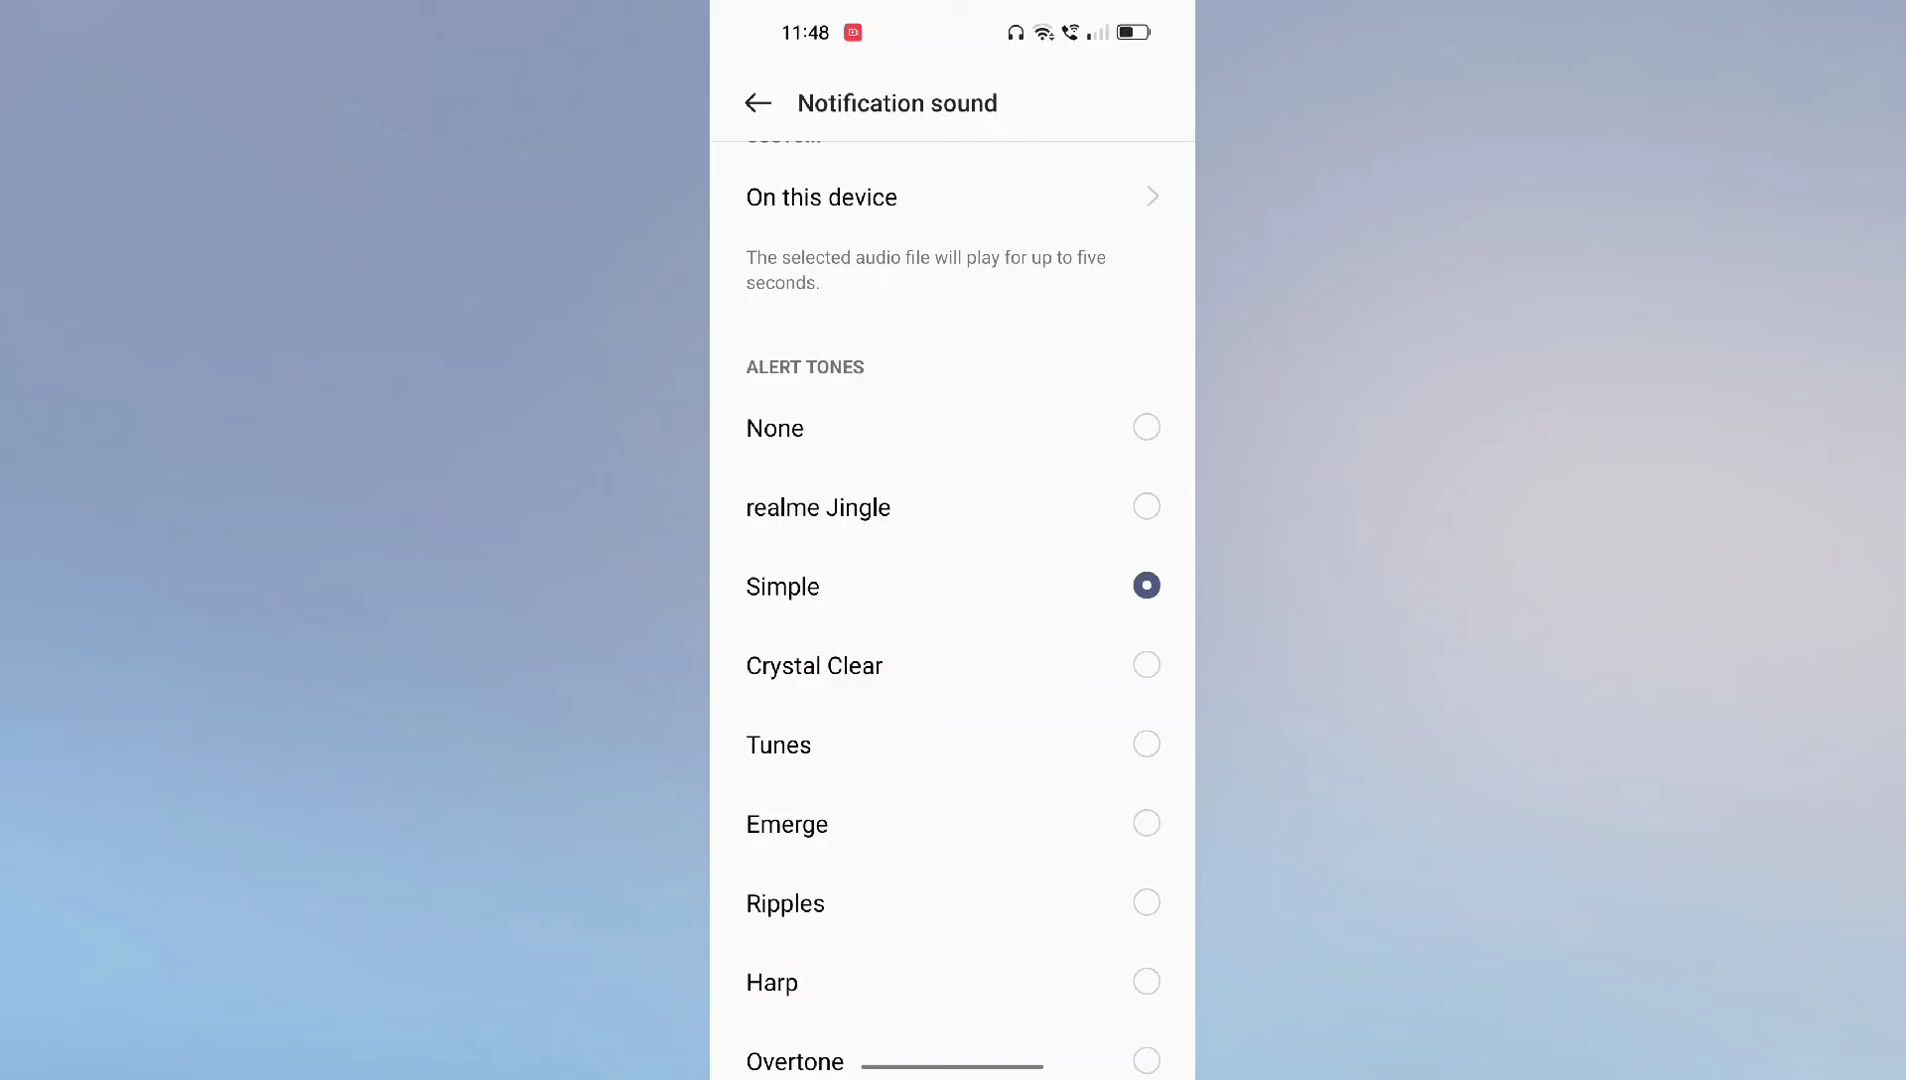 11:48
Notification sound
On this device
The selected audio file will play for up to five
seconds.
ALERT TONES
None
realme Jingle
Simple
Crystal Clear
Tunes
Emerge
Ripples
Harp
Overtone